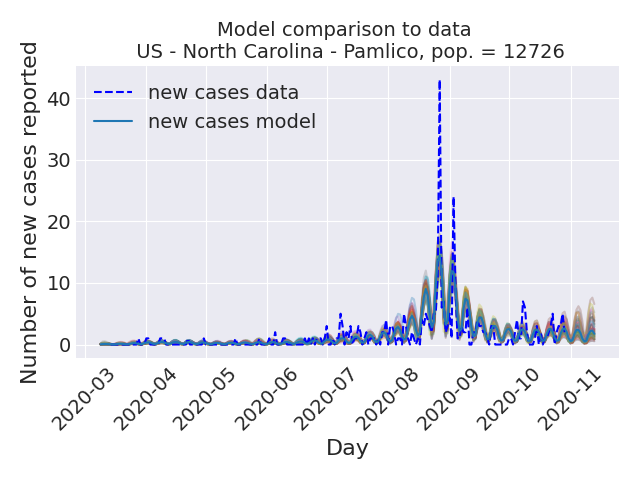 Model comparison to data
US - North Carolina - Pamlico, pop. = 12726
Number of new cases reported
new cases data
new cases model
40
30
20
10
0
2020-03
2020-04
2020-05
2020-06
2020-07
2020-08
2020-09
2020-10
2020-11
Day